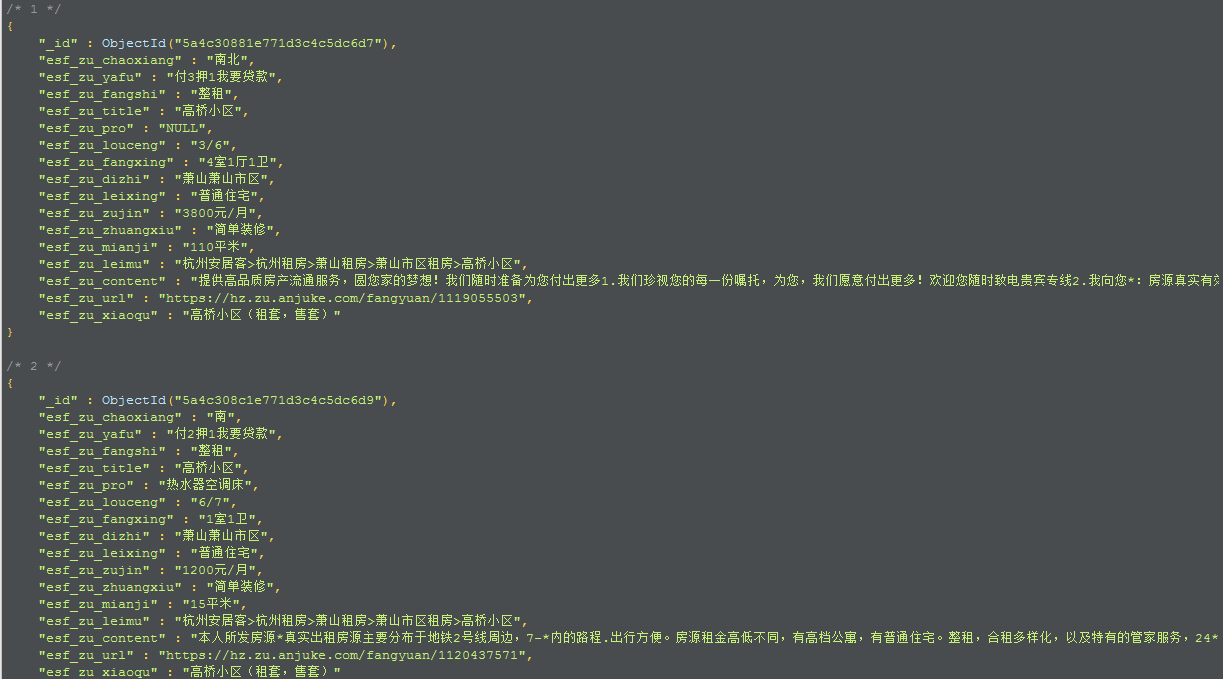 /* 1 */
{
"_id" : ObjectId("5a4c30881e771d3c4c5dc6d7"),
"esf_zu_chaoxiang" : "南北",
"esf_zu_yafu" : "付3押1我要贷款",
"esf_zu_fangshi" : "整租",
"esf_zu_title" : "高桥小区",
"esf_zu_pro" : "NULL",
"esf_zu_louceng" : "3/6",
"esf_zu_fangxing" : "4室1厅1卫",
"esf_zu_dizhi" : "萧山萧山市区",
"esf_zu_leixing" : "普通住宅",
"esf_zu_zujin" : "3800元/月",
"esf_zu_zhuangxiu" : "简单装修",
"esf_zu_mianji" : "110平米",
"esf_zu_leimu" : "杭州安居客>杭州租房>萧山租房>萧山市区租房>高桥小区",
"esf_zu_content" : "提供高品质房产流通服务，圆您家的梦想！我们随时准备为您付出更多1.我们珍视您的每一份嘱托，为您，我们愿意付出更多！欢迎您随时致电贵宾专线2.我向您*：房源真实有效
"esf_zu_url" : "https://hz.zu.anjuke.com/fangyuan/1119055503",
"esf_zu_xiaoqu" : "高桥小区（租套，售套）"
}
/* 2 */
{
"_id" : ObjectId("5a4c308c1e771d3c4c5dc6d9"),
"esf_zu_chaoxiang" : "南",
"esf_zu_yafu" : "付2押1我要贷款",
"esf_zu_fangshi" : "整租",
"esf_zu_title" : "高桥小区",
"esf_zu_pro" : "热水器空调床",
"esf_zu_louceng" : "6/7",
"esf_zu_fangxing" : "1室1卫",
"esf_zu_dizhi" : "萧山萧山市区",
"esf_zu_leixing" : "普通住宅",
"esf_zu_zujin" : "1200元/月",
"esf_zu_zhuangxiu" : "简单装修",
"esf_zu_mianji" : "15平米",
"esf_zu_leimu" : "杭州安居客>杭州租房>萧山租房>萧山市区租房>高桥小区",
"esf_zu_content" : "本人所发房源*真实出租房源主要分布于地铁2号线周边，7-*内的路程.出行方便。房源租金高低不同，有高档公寓，有普通住宅。整租，合租多样化，以及特有的管家服务，24*
"esf_zu_url" : "https://hz.zu.anjuke.com/fangyuan/1120437571",
"esf_zu_xiaoqu" : "高桥小区（租套，售套）"